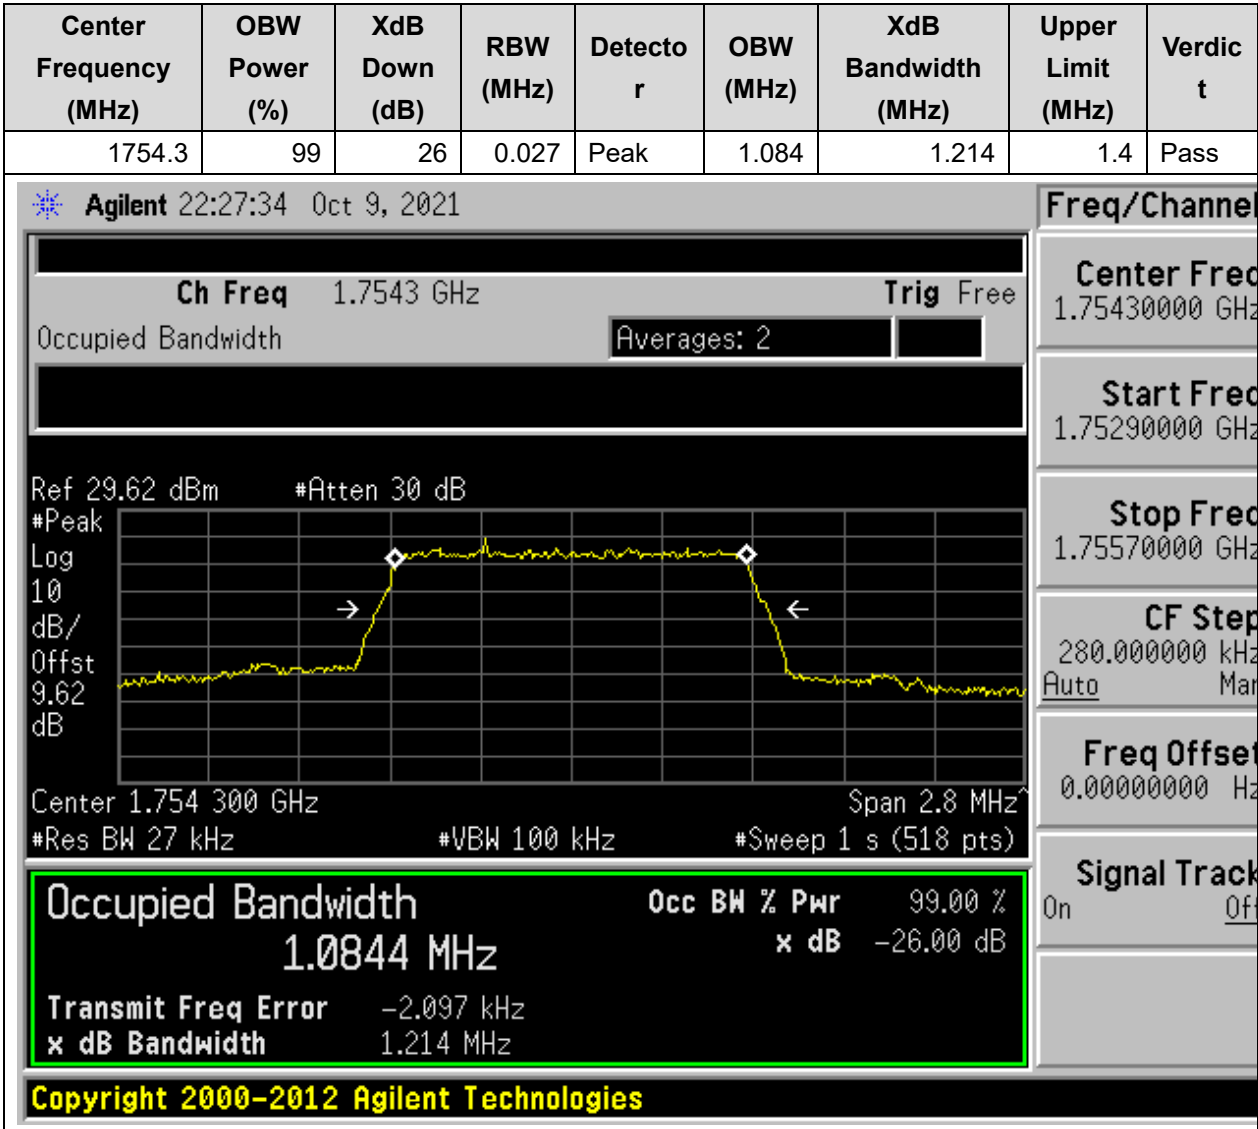 Center Frequency (MHz) OBW Power (%) XdB Down (dB) RBW (MHz) Detector OBW (MHz) XdB Bandwidth (MHz) Upper Limit (MHz) Verdict
1754.3 99 26 0.027 Peak 1.084 1.214 1.4 Pass
Agilent 22:27:34 Oct 9, 2021
Freq/Channel
Ch Freq 1.7543 GHz Trig Free
Occupied Bandwidth Averages: 2
Center Freq
1.75430000 GHz
Start Freq
1.75290000 GHz
Stop Freq
1.75570000 GHz
CF Step
280.000000 kHz
Auto Man
Freq Offset
0.00000000 Hz
Signal Track
On Off
Ref 29.62 dBm #Atten 30 dB
#Peak
Log
10
dB/
Offst
9.62
dB
Center 1.754 300 GHz Span 2.8 MHz^
#Res BW 27 kHz #VBW 100 kHz #Sweep 1 s (518 pts)
Occupied Bandwidth Occ BW % Pwr 99.00 %
1.0844 MHz x dB -26.00 dB
Transmit Freq Error -2.097 kHz
x dB Bandwidth 1.214 MHz
Copyright 2000-2012 Agilent Technologies